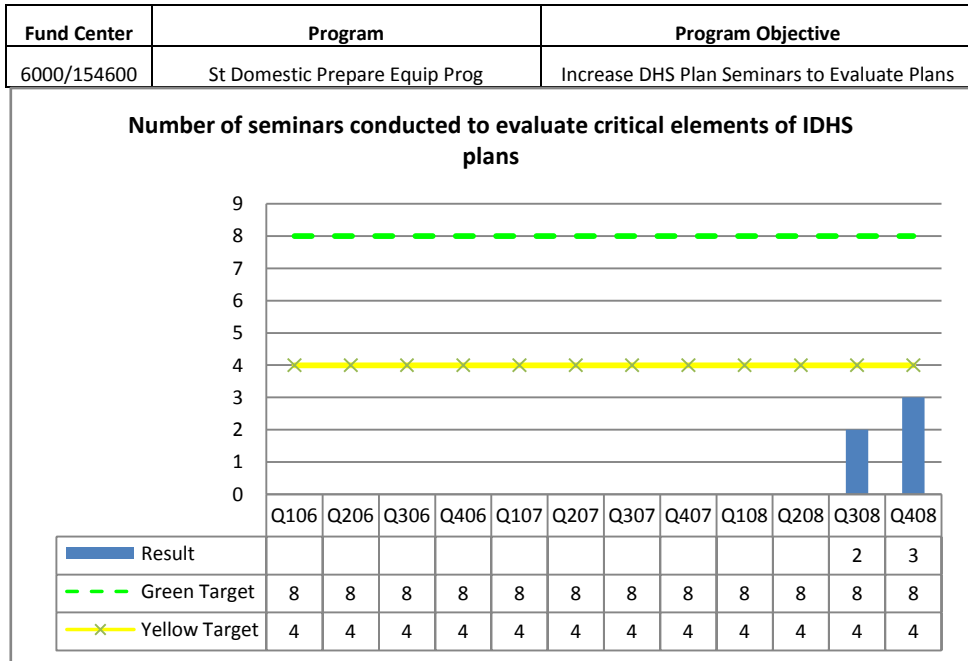 Fund Center Program Program Objective
6000/154600 St Domestic Prepare Equip Prog Increase DHS Plan Seminars to Evaluate Plans
Number of seminars conducted to evaluate critical elements of IDHS
plans
9
8
7
6
5
4
3
2
1
0
Q106 Q206 Q306 Q406 Q107 Q207 Q307 Q407 Q108 Q208 Q308 Q408
Result 2 3
Green Target 8 8 8 8 8 8 8 8 8 8 8 8
Yellow Target 4 4 4 4 4 4 4 4 4 4 4 4